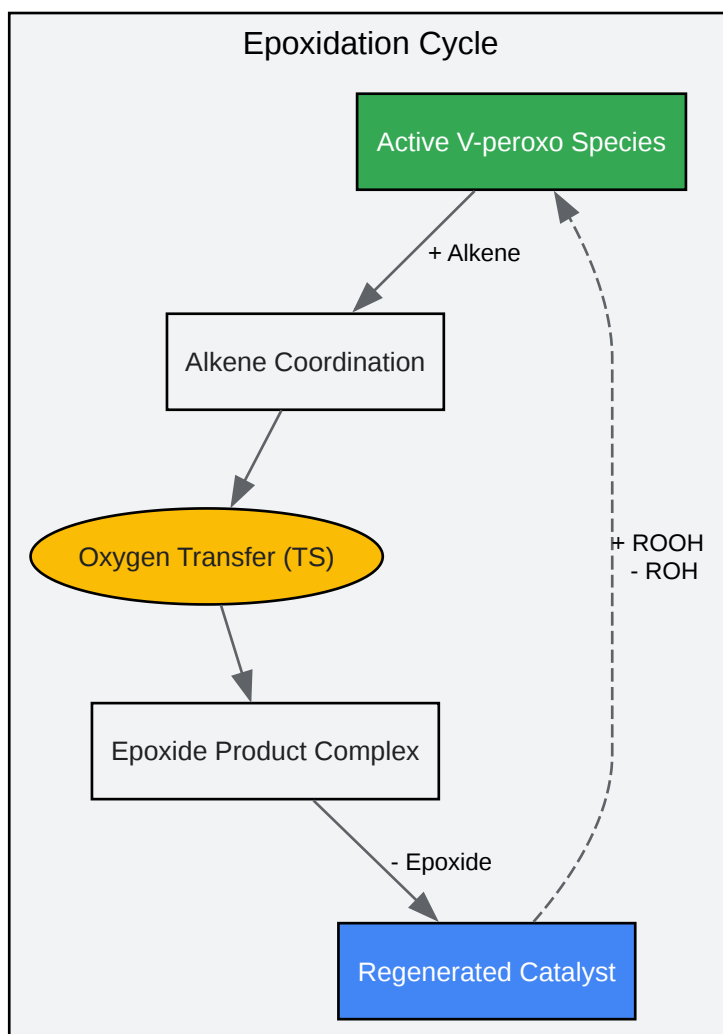 Epoxidation Cycle
Active V-peroxo Species
+ Alkene
Alkene Coordination
Oxygen Transfer (TS)
+ ROOH
- ROH
Epoxide Product Complex
- Epoxide
Regenerated Catalyst